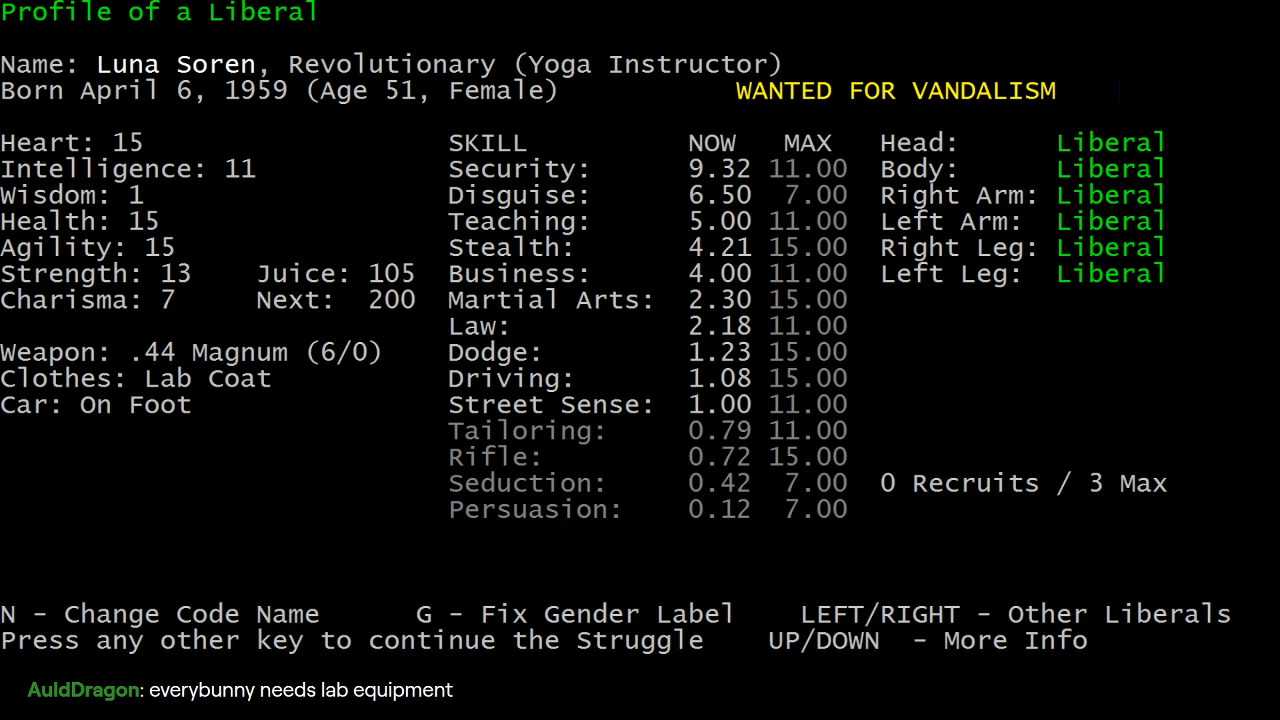 Profile of a Liberal
Name: Luna Soren, Revolutionary (Yoga Instructor)
Born April 6, 1959 (Age 51, Female) WANTED FOR VANDALISM
Heart: 15 SKILL NOW MAX Head: Liberal
Intelligence: 11 Security: 9.32 11.00 Body: Liberal
Wisdom: 1 Disguise: 6.50 7.00 Right Arm: Liberal
Health: 15 Teaching: 5.00 11.00 Left Arm: Liberal
Agility: 15 Stealth: 4.21 15.00 Right Leg: Liberal
Strength: 13 Juice: 105 Business: 4.00 11.00 Left Leg: Liberal
Charisma: 7 Next: 200 Martial Arts: 2.30 15.00
Law: 2.18 11.00
Weapon: .44 Magnum (6/0) Dodge: 1.23 15.00
Clothes: Lab Coat Driving: 1.08 15.00
Car: On Foot Street Sense: 1.00 11.00
Tailoring: 0.79 11.00
Rifle: 0.72 15.00
Seduction: 0.42 7.00 0 Recruits / 3 Max
Persuasion: 0.12 7.00
N - Change Code Name G - Fix Gender Label LEFT/RIGHT - Other Liberals
Press any other key to continue the Struggle UP/DOWN - More Info
AuldDragon: everybunny needs lab equipment